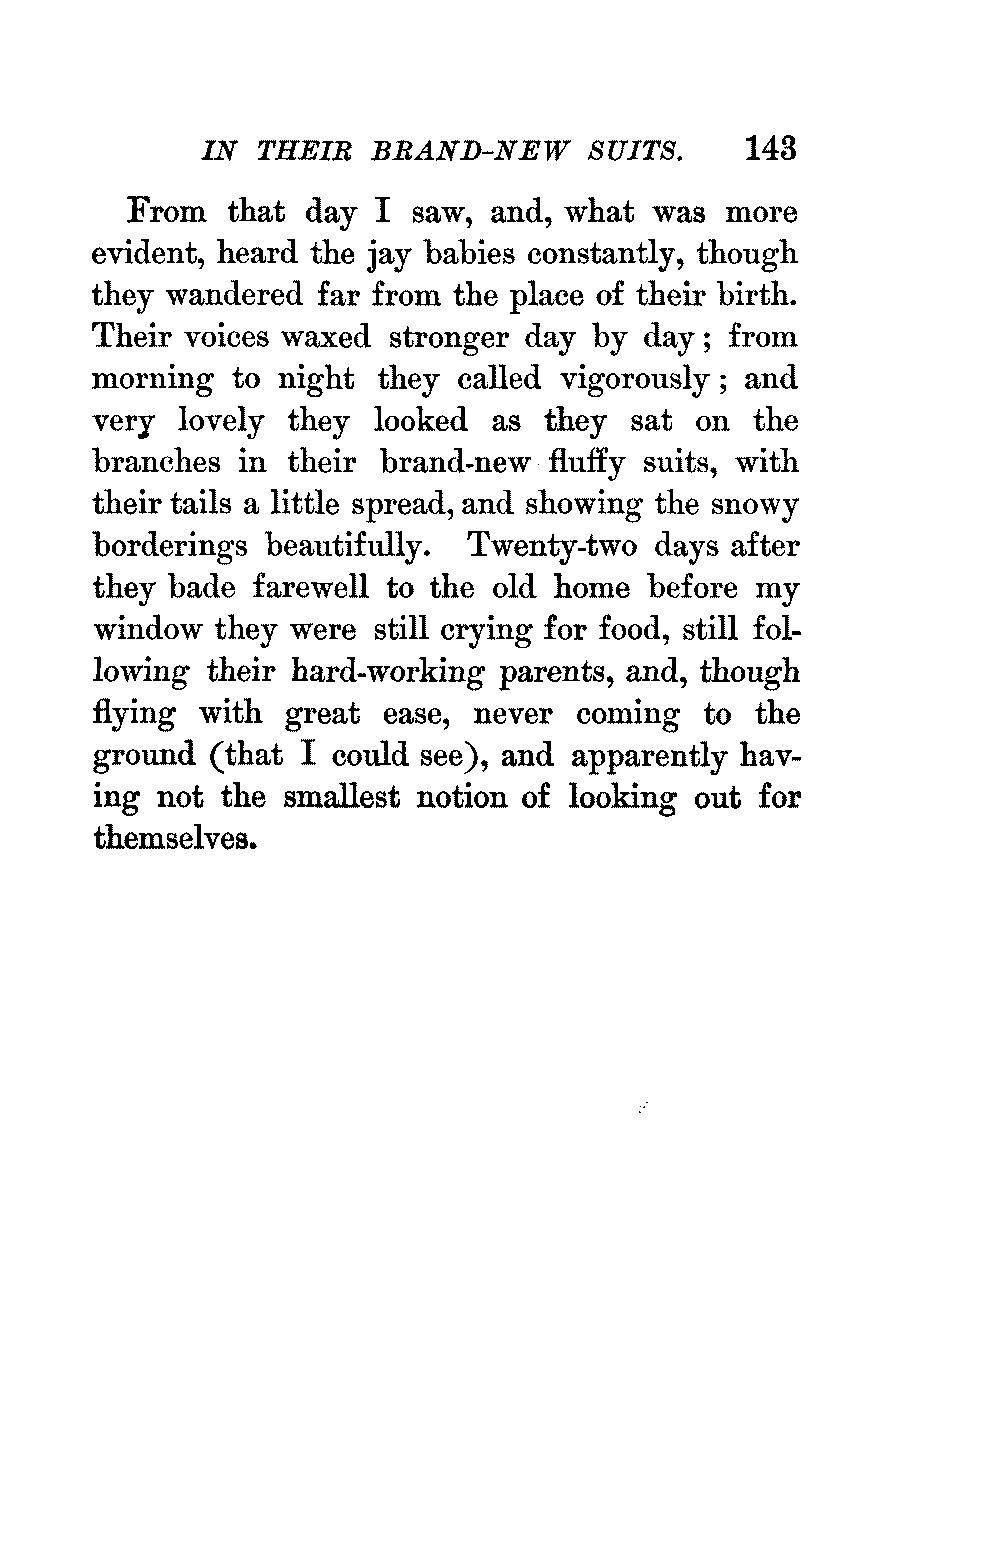 IN THEIR BRAND-NEW SUITS. 143
From that day I saw, and, what was more
evident, heard the jay babies constantly, though
they wandered far from the place of their birth.
Their voices waxed stronger day by day; from
morning to night they called vigorously; and
very lovely they looked as they sat on the
branches in their brand-new fluffy suits, with
their tails a little spread, and showing the snowy
borderings beautifully. Twenty-two days after
they bade farewell to the old home before my
window they were still crying for food, still fol-
lowing their hard-working parents, and, though
flying with great ease, never coming to the
ground (that I could see), and apparently hav-
ing not the smallest notion of looking out for
themselves.